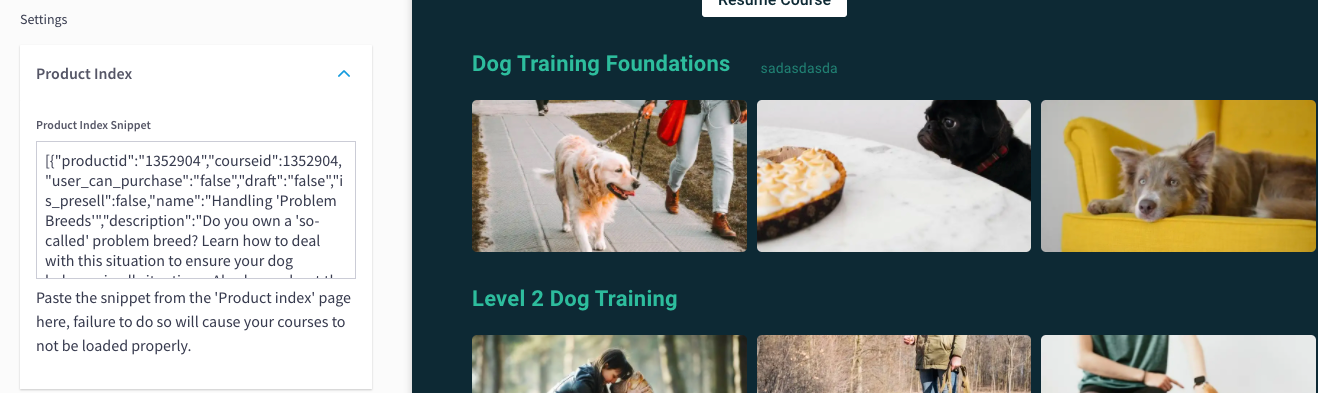 Settings
Product Index
Product Index Snippet
[{"productid":"1352904","courseid":1352904,
"user_can_purchase":"false","draft":"false","i
s_presell":false,"name":"Handling 'Problem
Breeds'","description":"Do you own a 'so-
called' problem breed? Learn how to deal
with this situation to ensure your dog
Paste the snippet from the 'Product index' page
here, failure to do so will cause your courses to
not be loaded properly.
Resume Course
Dog Training Foundations
sadasdasda
Level 2 Dog Training